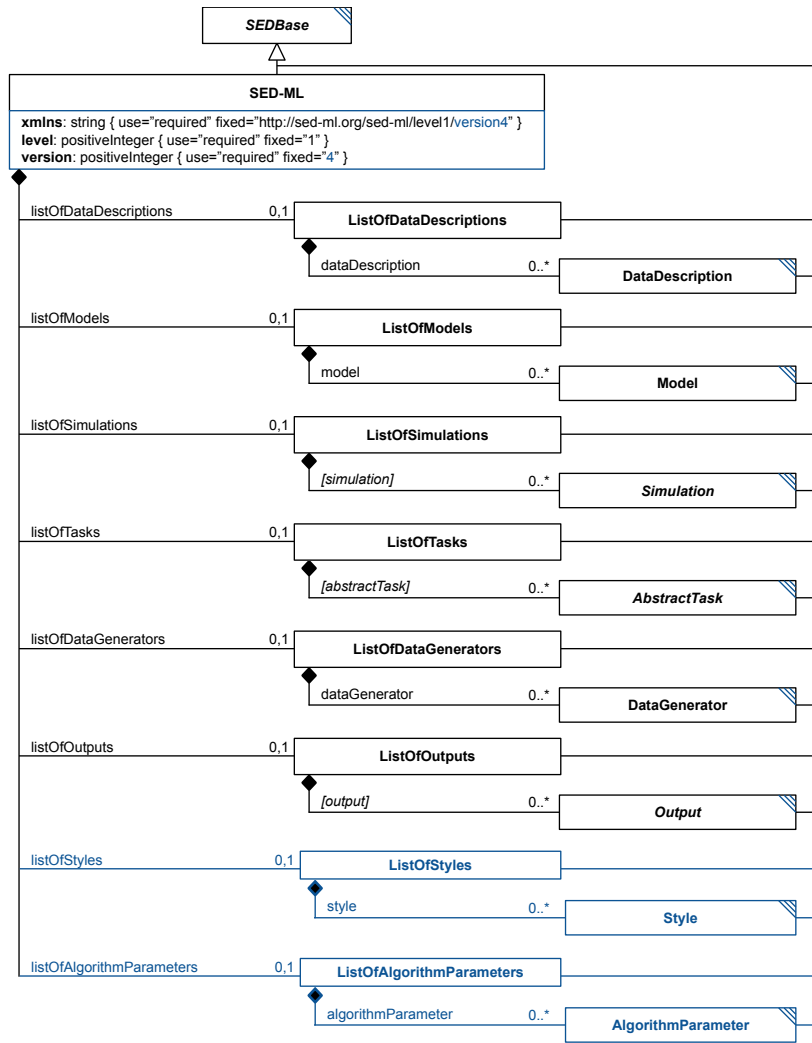 SEDBase
SED-ML
xmlns: string { use=”required” fixed=”http://sed-ml.org/sed-ml/level1/version4” }
level: positiveInteger { use=”required” fixed=”1” }
version: positiveInteger { use=”required” fixed=”4” }
listOfDataDescriptions 0,1 ListOfDataDescriptions
dataDescription 0..* DataDescription
listOfModels 0,1 ListOfModels
model 0..* Model
listOfSimulations 0,1 ListOfSimulations
[simulation] 0..* Simulation
listOfTasks 0,1 ListOfTasks
[abstractTask] 0..* AbstractTask
listOfDataGenerators 0,1 ListOfDataGenerators
dataGenerator 0..* DataGenerator
listOfOutputs 0,1 ListOfOutputs
[output] 0..* Output
listOfStyles 0,1 ListOfStyles
style 0..* Style
listOfAlgorithmParameters 0,1 ListOfAlgorithmParameters
algorithmParameter 0..* AlgorithmParameter